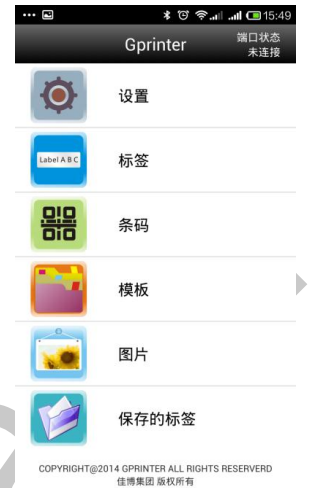 15:49
Gprinter
端口状态
未连接
设置
Label A B C
标签
条码
模板
图片
保存的标签
COPYRIGHT@2014 GPRINTER ALL RIGHTS RESERVERD
佳博集团 版权所有